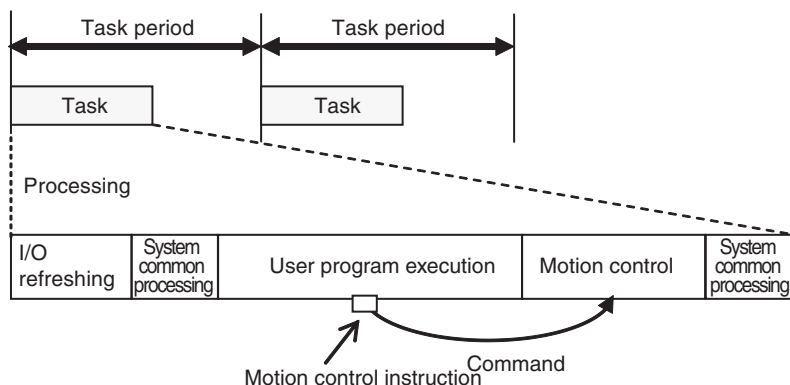 Task period
Task period
Task
Task
Processing
I/O
refreshing
System
common
processing
User program execution
Motion control
System
common
processing
Command
Motion control instruction